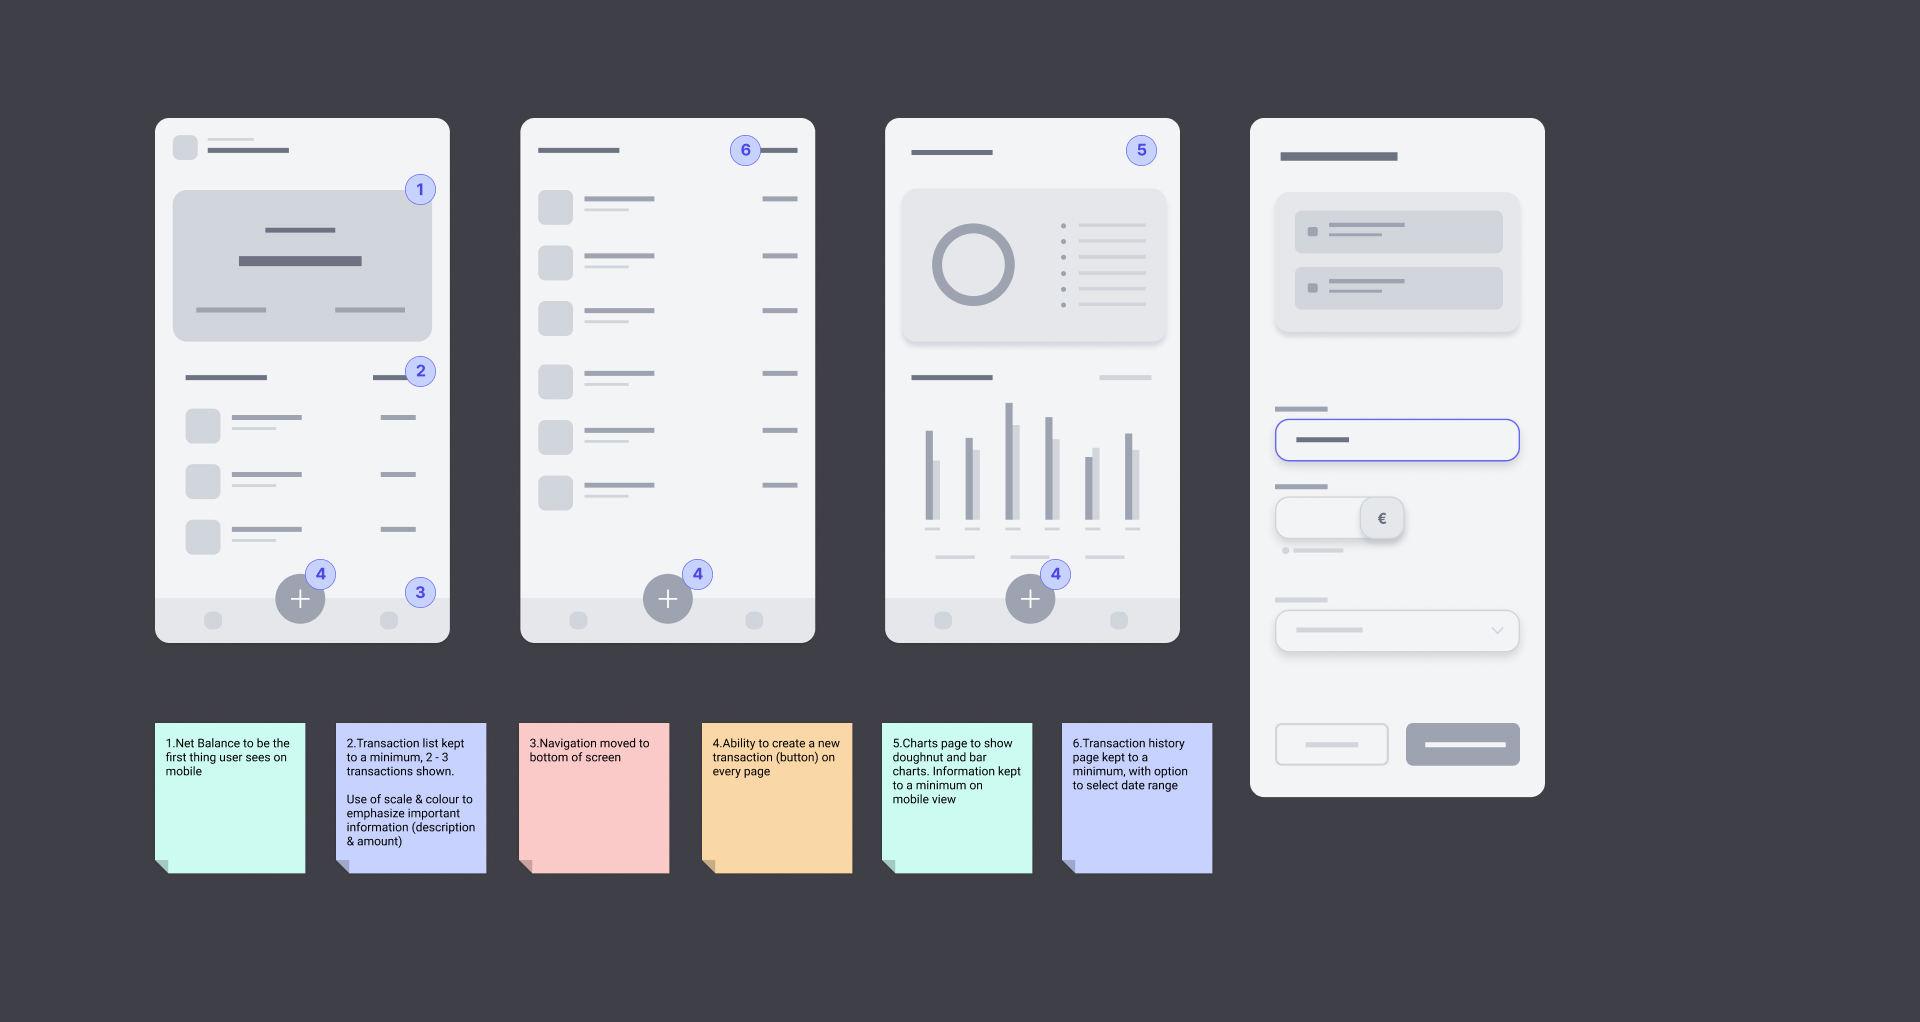 6
5
1
2
€
4
4
4
3
1.Net Balance to be the
first thing user sees on
mobile
2.Transaction list kept
to a minimum, 2 - 3
transactions shown.
Use of scale & colour to
emphasize important
information (description
& amount)
3.Navigation moved to
bottom of screen
4.Ability to create a new
transaction (button) on
every page
5.Charts page to show
doughnut and bar
charts. Information kept
to a minimum on
mobile view
6.Transaction history
page kept to a
minimum, with option
to select date range